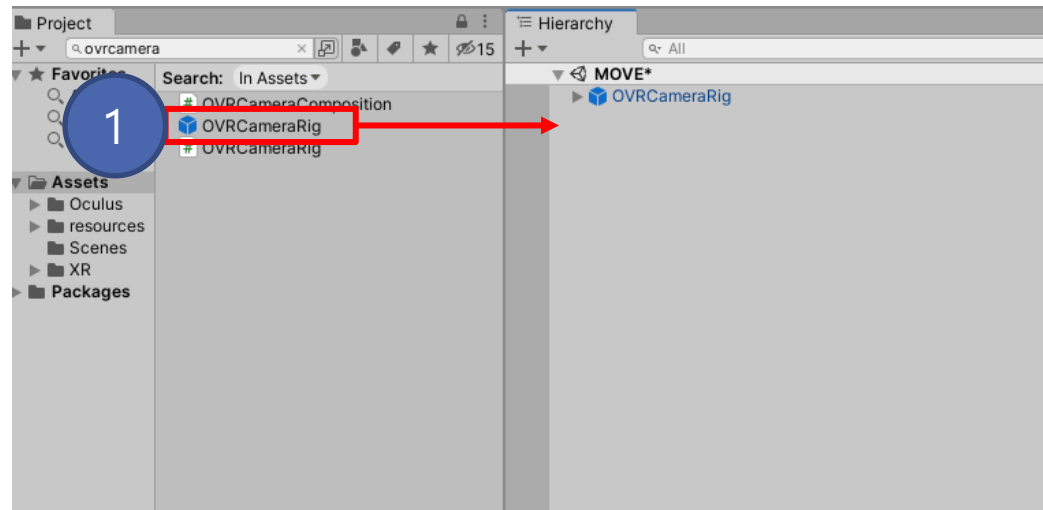 Project
ovrcamera
15
Favorites
Search: In Assets
OVRCameraComposition
OVRCameraRig
OVRCameraRig
1
Assets
Oculus
resources
Scenes
XR
Packages
Hierarchy
All
MOVE*
OVRCameraRig